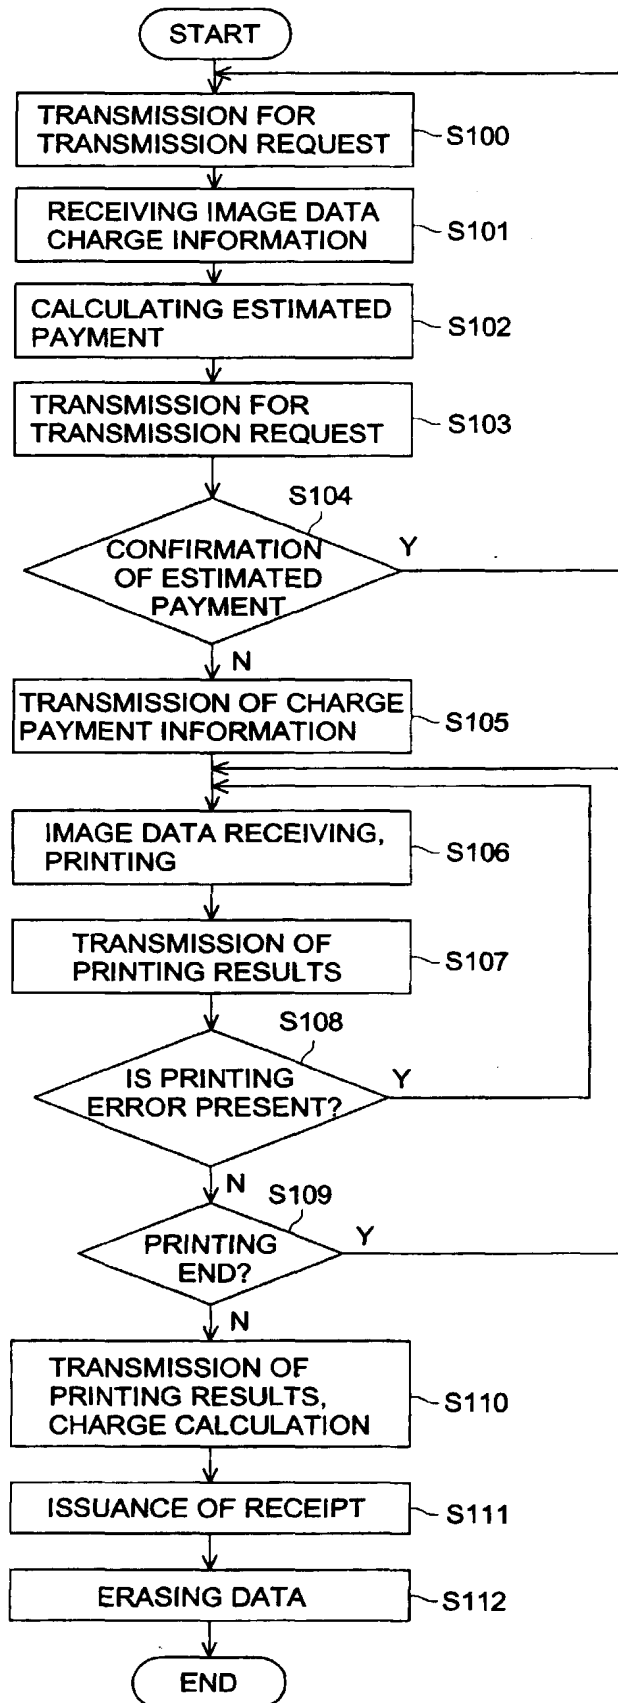 START
TRANSMISSION FOR
TRANSMISSION REQUEST
S100
RECEIVING IMAGE DATA
CHARGE INFORMATION
S101
CALCULATING ESTIMATED
PAYMENT
S102
TRANSMISSION FOR
TRANSMISSION REQUEST
S103
S104
CONFIRMATION
OF ESTIMATED
PAYMENT
Y
N
TRANSMISSION OF CHARGE
PAYMENT INFORMATION
S105
IMAGE DATA RECEIVING,
PRINTING
S106
TRANSMISSION OF
PRINTING RESULTS
S107
S108
IS PRINTING
ERROR PRESENT?
Y
N
S109
PRINTING
END?
Y
N
TRANSMISSION OF
PRINTING RESULTS,
CHARGE CALCULATION
S110
ISSUANCE OF RECEIPT
S111
ERASING DATA
S112
END